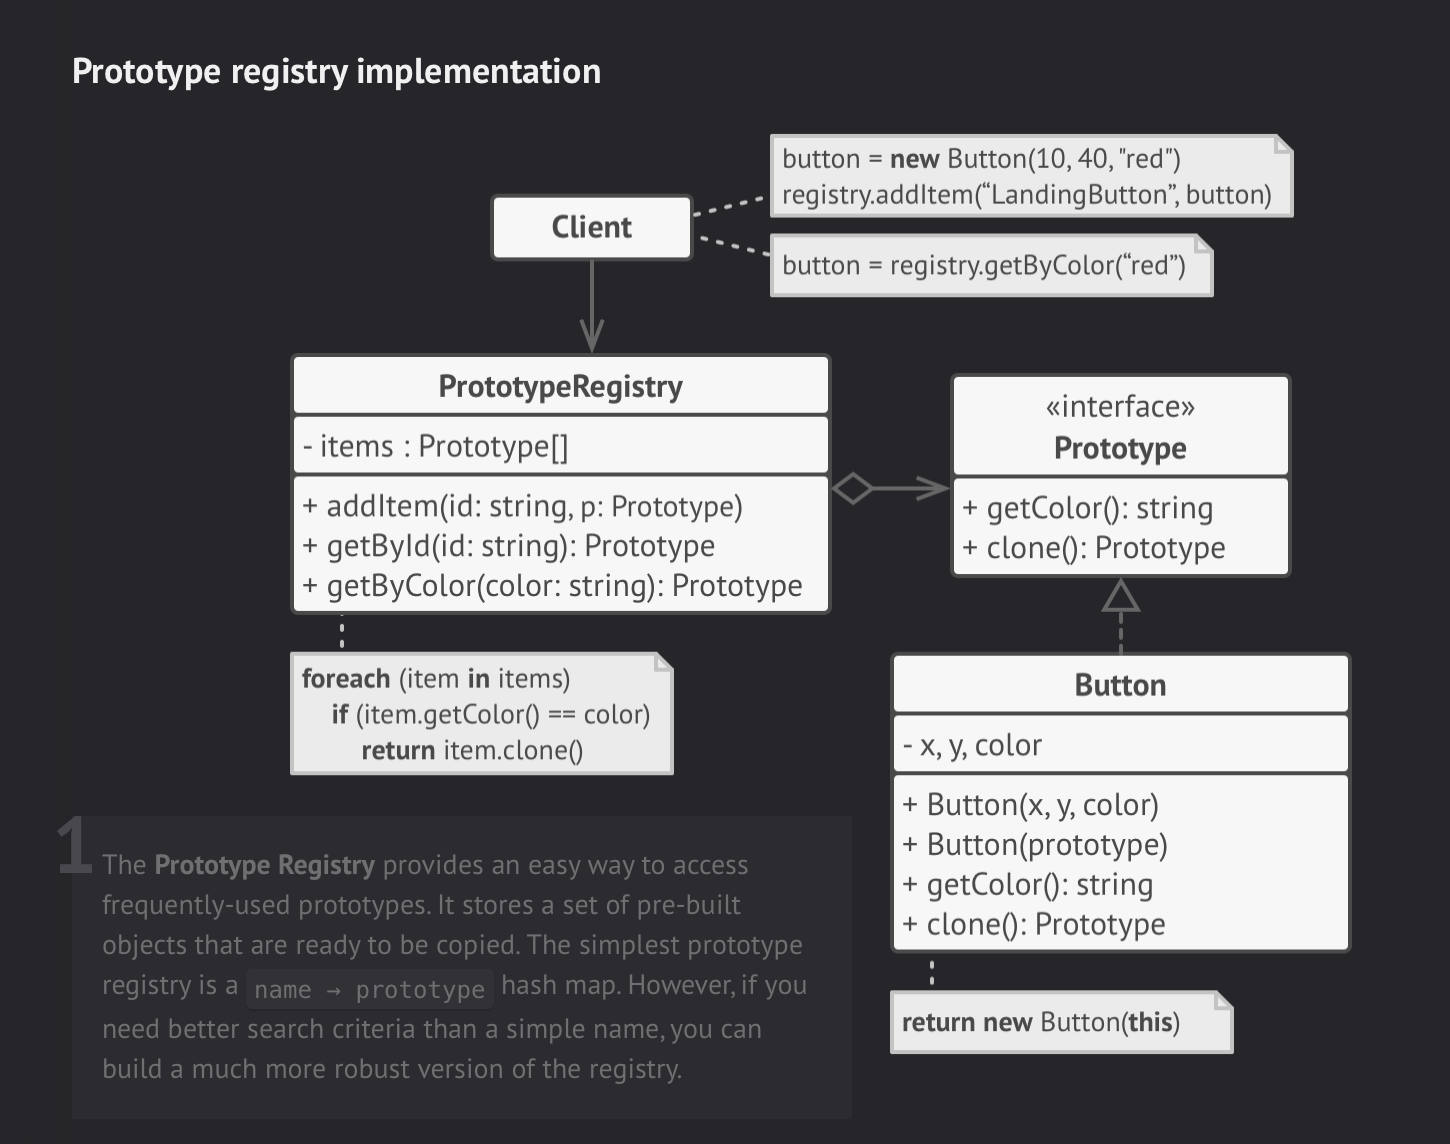 Prototype registry implementation
button = new Button(10, 40, "red")
registry.addItem(“LandingButton”, button)
Client
button = registry.getByColor(“red”)
PrototypeRegistry
- items : Prototype[]
+ addItem(id: string, p: Prototype)
+ getById(id: string): Prototype
+ getByColor(color: string): Prototype
«interface»
Prototype
+ getColor(): string
+ clone(): Prototype
foreach (item in items)
if (item.getColor() == color)
return item.clone()
Button
- x, y, color
+ Button(x, y, color)
+ Button(prototype)
+ getColor(): string
+ clone(): Prototype
return new Button(this)
1
The Prototype Registry provides an easy way to access
frequently-used prototypes. It stores a set of pre-built
objects that are ready to be copied. The simplest prototype
registry is a name → prototype hash map. However, if you
need better search criteria than a simple name, you can
build a much more robust version of the registry.